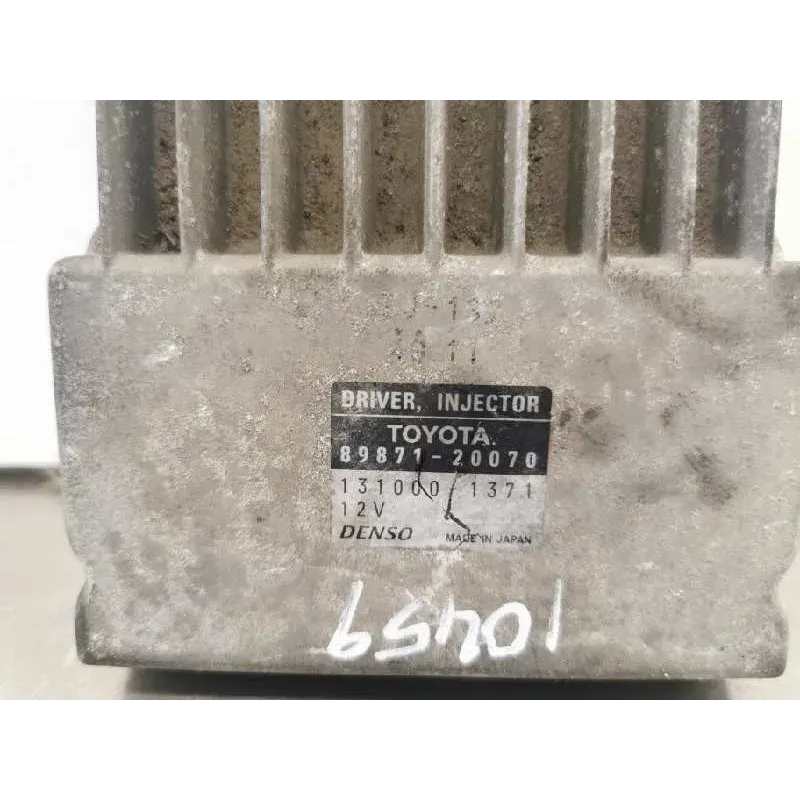 DRIVER, INJECTOR
TOYOTA.
89871-20070
131000-1371
12V
DENSO MADE IN JAPAN
10459